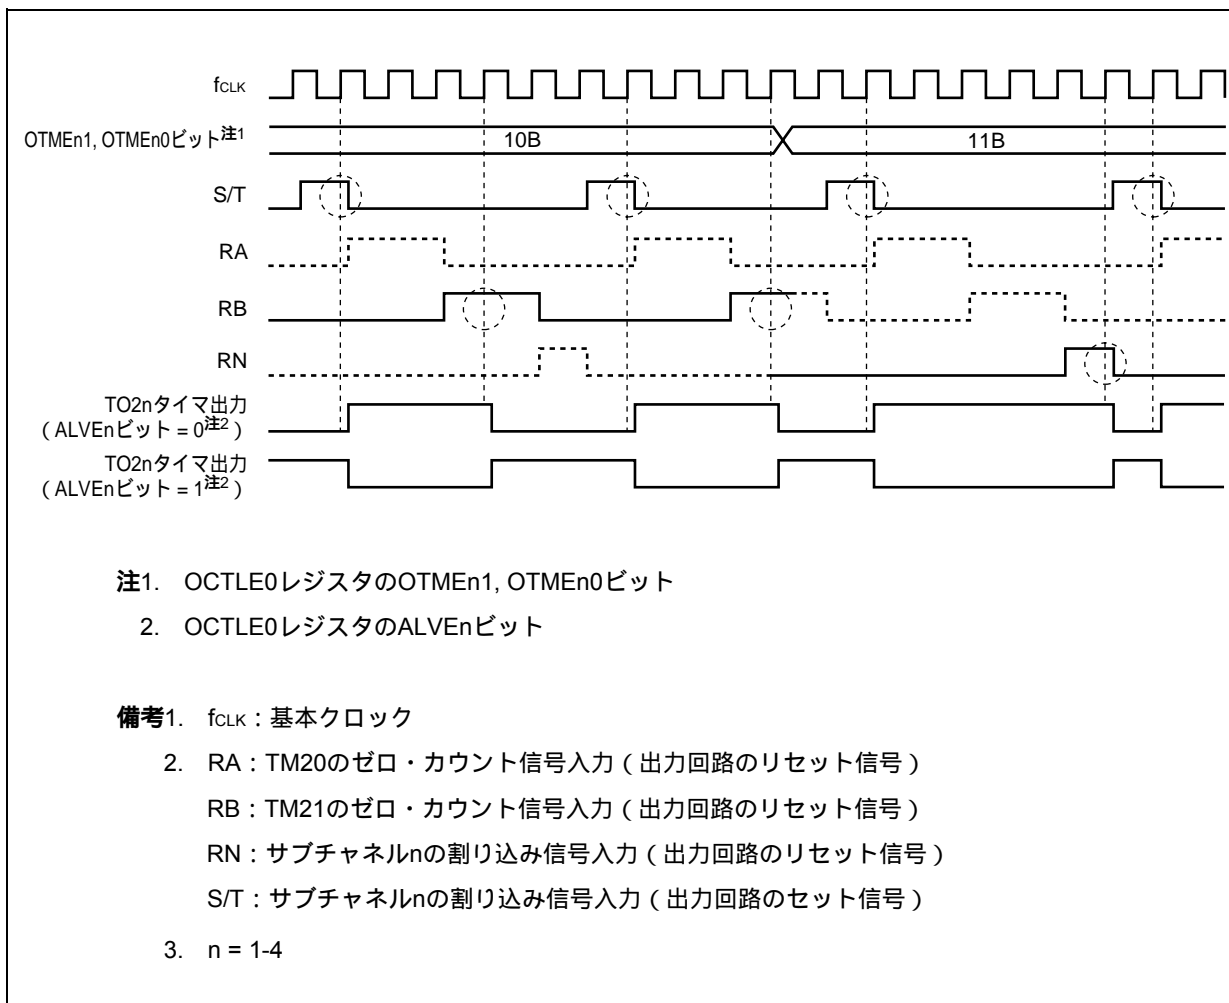 fCLK
OTMEn1, OTMEn0ビット注1
10B
11B
S/T
RA
RB
RN
TO2nタイマ出力
（ALVEnビット = 0注2）
TO2nタイマ出力
（ALVEnビット = 1注2）
注1. OCTLE0レジスタのOTMEn1, OTMEn0ビット
2. OCTLE0レジスタのALVEnビット
備考1. fCLK：基本クロック
2. RA：TM20のゼロ・カウント信号入力（出力回路のリセット信号）
RB：TM21のゼロ・カウント信号入力（出力回路のリセット信号）
RN：サブチャネルnの割り込み信号入力（出力回路のリセット信号）
S/T：サブチャネルnの割り込み信号入力（出力回路のセット信号）
3. n = 1-4